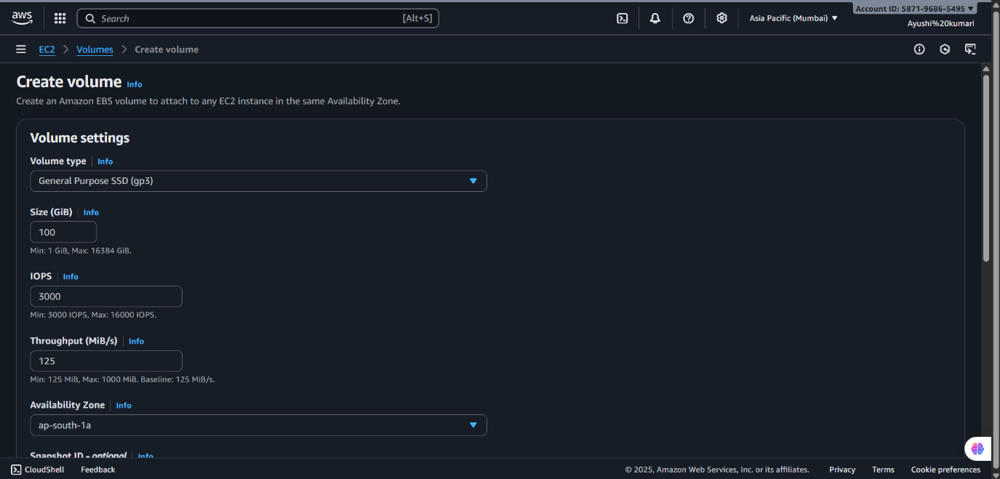 aws
Search [Alt+S]
Asia Pacific (Mumbai)
Account ID: 5871-9686-5495
Ayushi%20kumari
EC2 Volumes Create volume
Create volume Info
Create an Amazon EBS volume to attach to any EC2 instance in the same Availability Zone.
Volume settings
Volume type Info
General Purpose SSD (gp3)
Size (GiB) Info
100
Min: 1 GiB, Max: 16384 GiB.
IOPS Info
3000
Min: 3000 IOPS, Max: 16000 IOPS.
Throughput (MiB/s) Info
125
Min: 125 MiB, Max: 1000 MiB. Baseline: 125 MiB/s.
Availability Zone Info
ap-south-1a
Snapshot ID - optional Info
CloudShell Feedback © 2025, Amazon Web Services, Inc. or its affiliates. Privacy Terms Cookie preferences